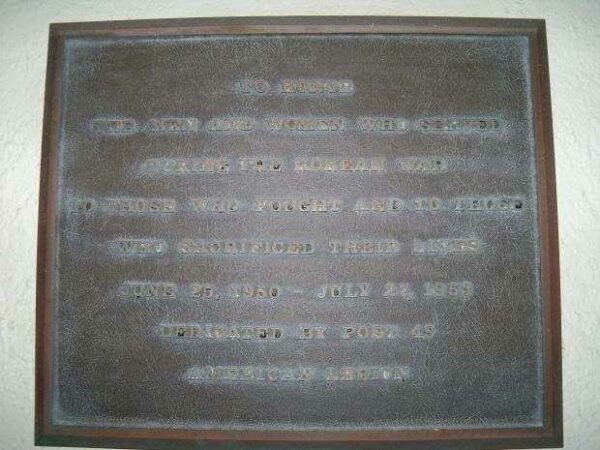 TO HONOR
THE MEN AND WOMEN WHO SERVED
DURING THE KOREAN WAR
TO THOSE WHO FOUGHT AND TO THOSE
WHO SACRIFICED THEIR LIVES
JUNE 25, 1950 - JULY 27, 1953
DEDICATED BY POST
AMERICAN LEGION